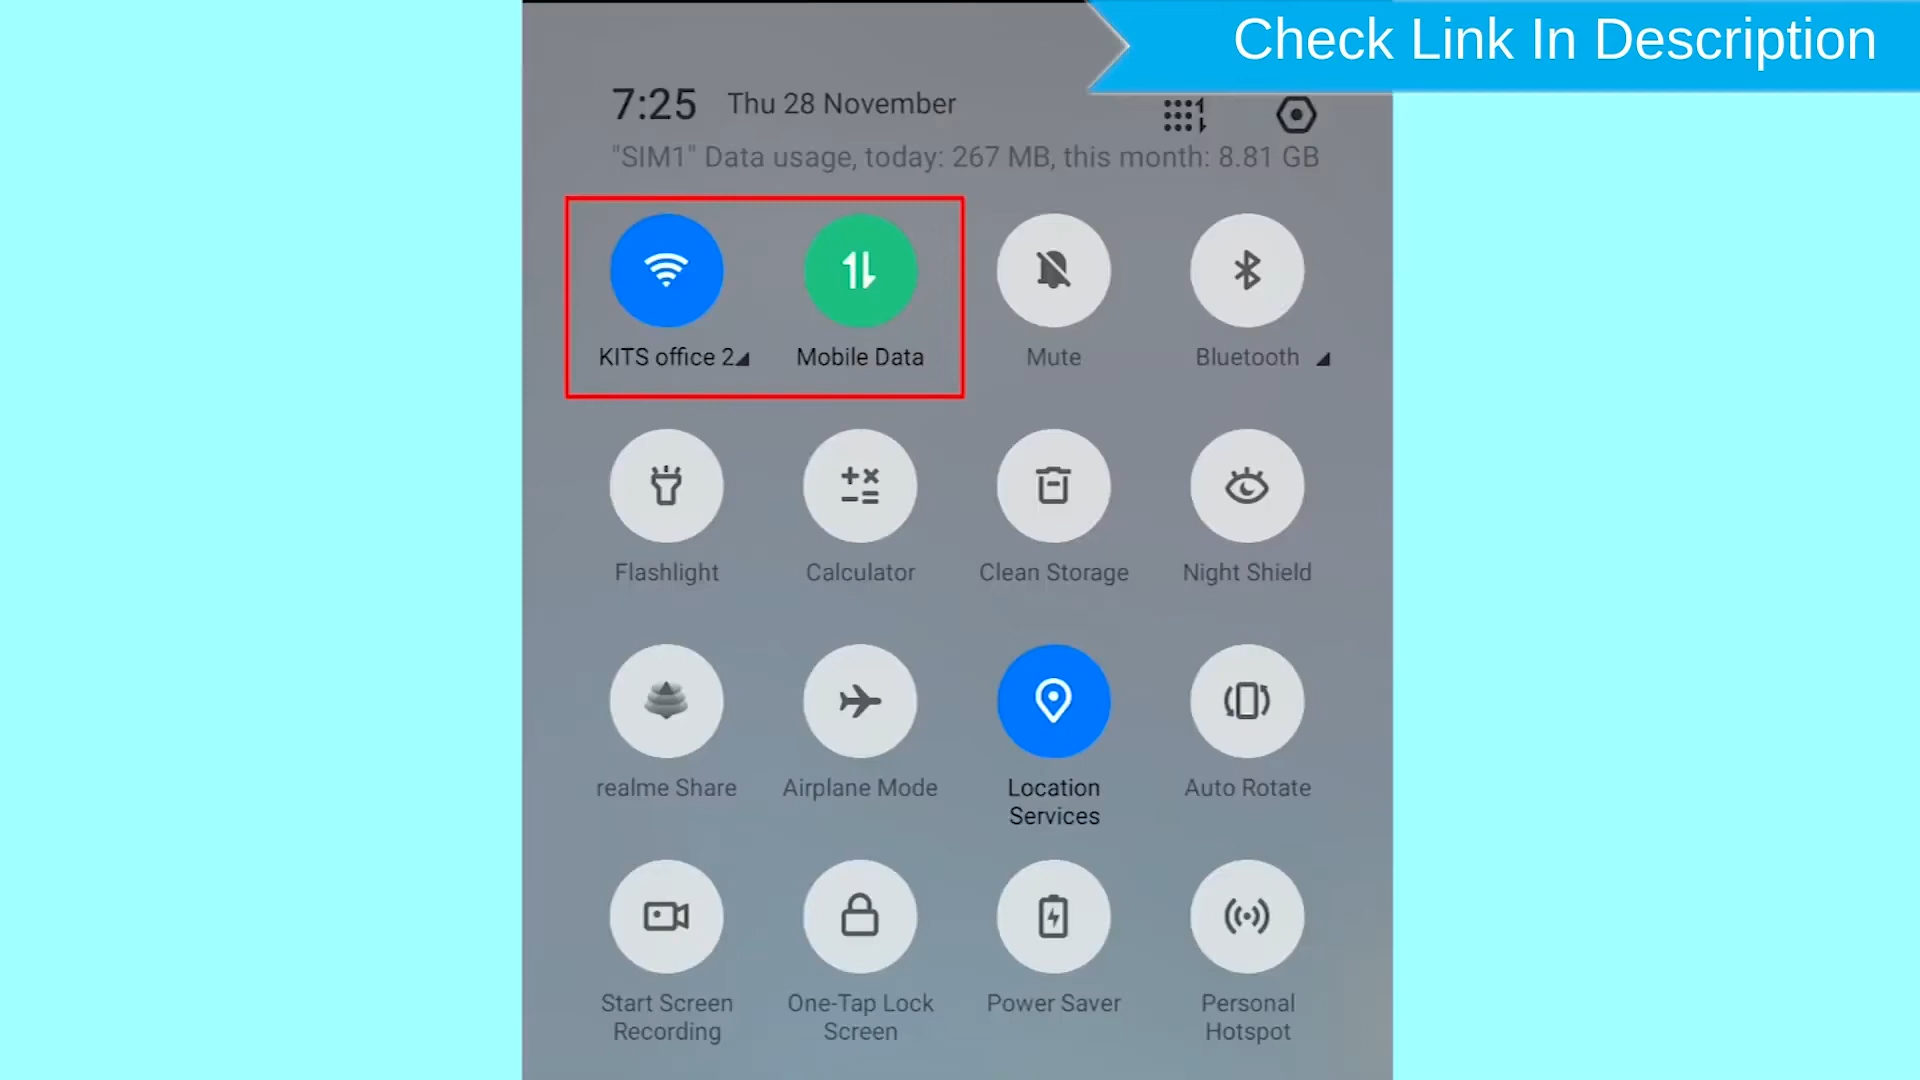 Check Link In Description
7:25 Thu 28 November
"SIM1" Data usage, today: 267 MB, this month: 8.81 GB
KITS office 2 Mobile Data Mute Bluetooth
Flashlight Calculator Clean Storage Night Shield
realme Share Airplane Mode Location Services Auto Rotate
Start Screen Recording One-Tap Lock Screen Power Saver Personal Hotspot